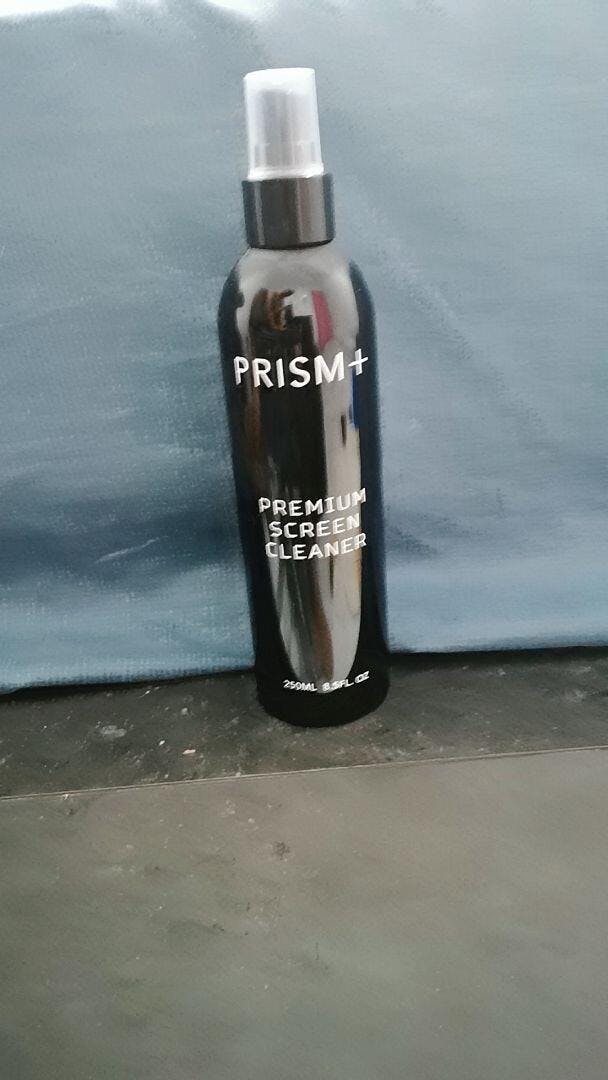 PRISM+
PREMIUM
SCREEN
CLEANER
250ML 8.5FL. OZ